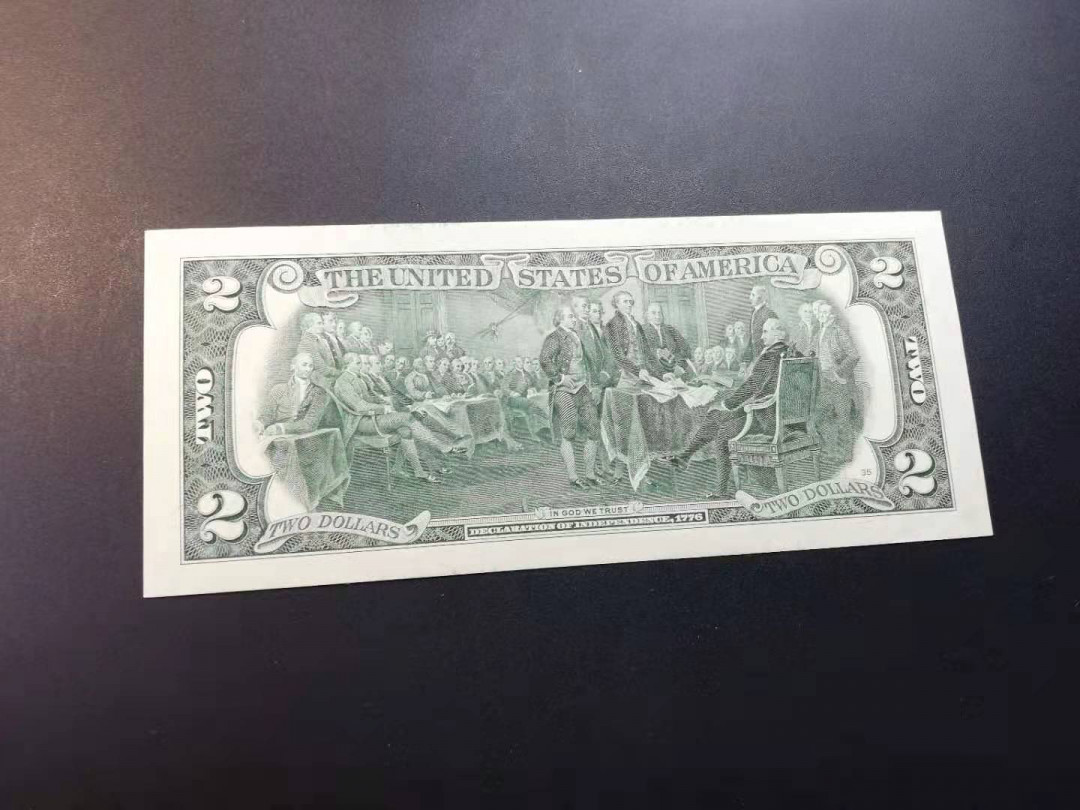 THE UNITED STATES OF AMERICA
2
2
TWO
TWO
35
2
2
TWO DOLLARS
IN GOD WE TRUST
TWO DOLLARS
DECLARATION OF INDEPENDENCE, 1776